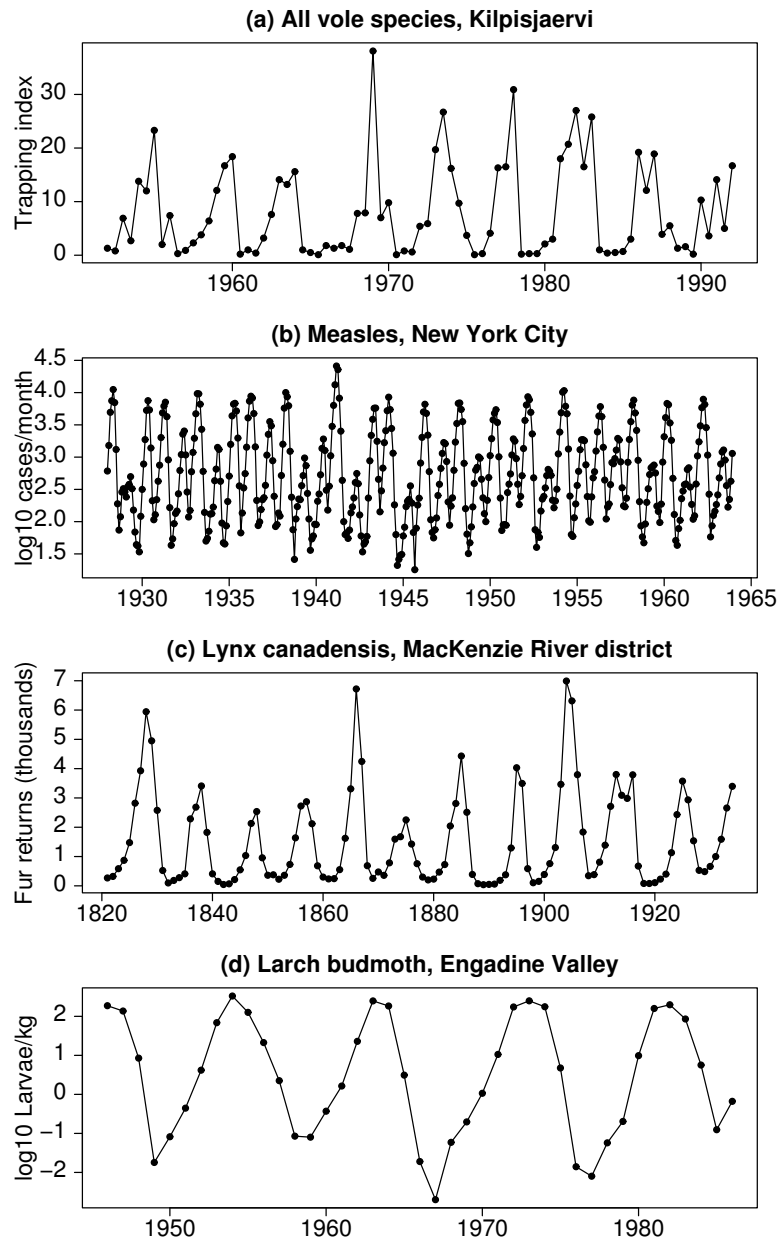 (a) All vole species, Kilpisjaervi
Trapping index
30
20
10
0
1960 1970 1980 1990
(b) Measles, New York City
log10 cases/month
4.5
4.0
3.5
3.0
2.5
2.0
1.5
1930 1935 1940 1945 1950 1955 1960 1965
(c) Lynx canadensis, MacKenzie River district
Fur returns (thousands)
7
6
5
4
3
2
1
0
1820 1840 1860 1880 1900 1920
(d) Larch budmoth, Engadine Valley
log10 Larvae/kg
2
1
0
−1
−2
1950 1960 1970 1980